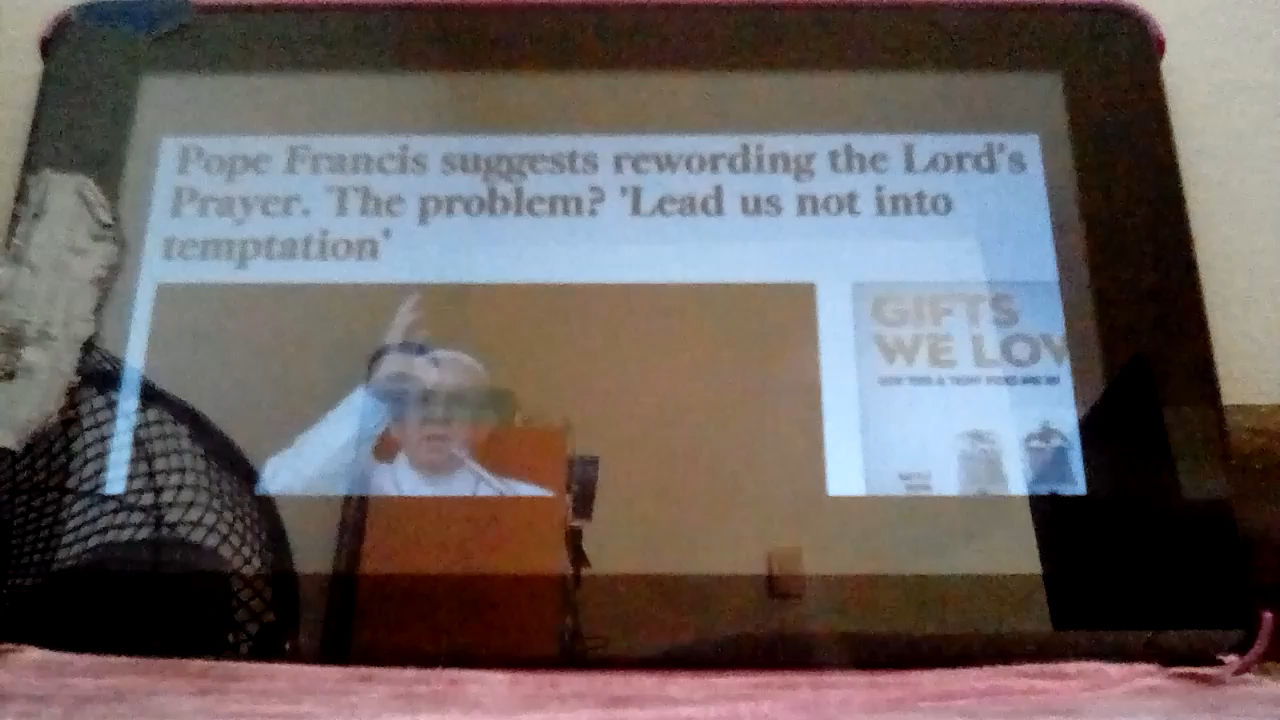 Pope Francis suggests rewording the Lord's
Prayer. The problem? 'Lead us not into
temptation'
GIFTS
WE LOV